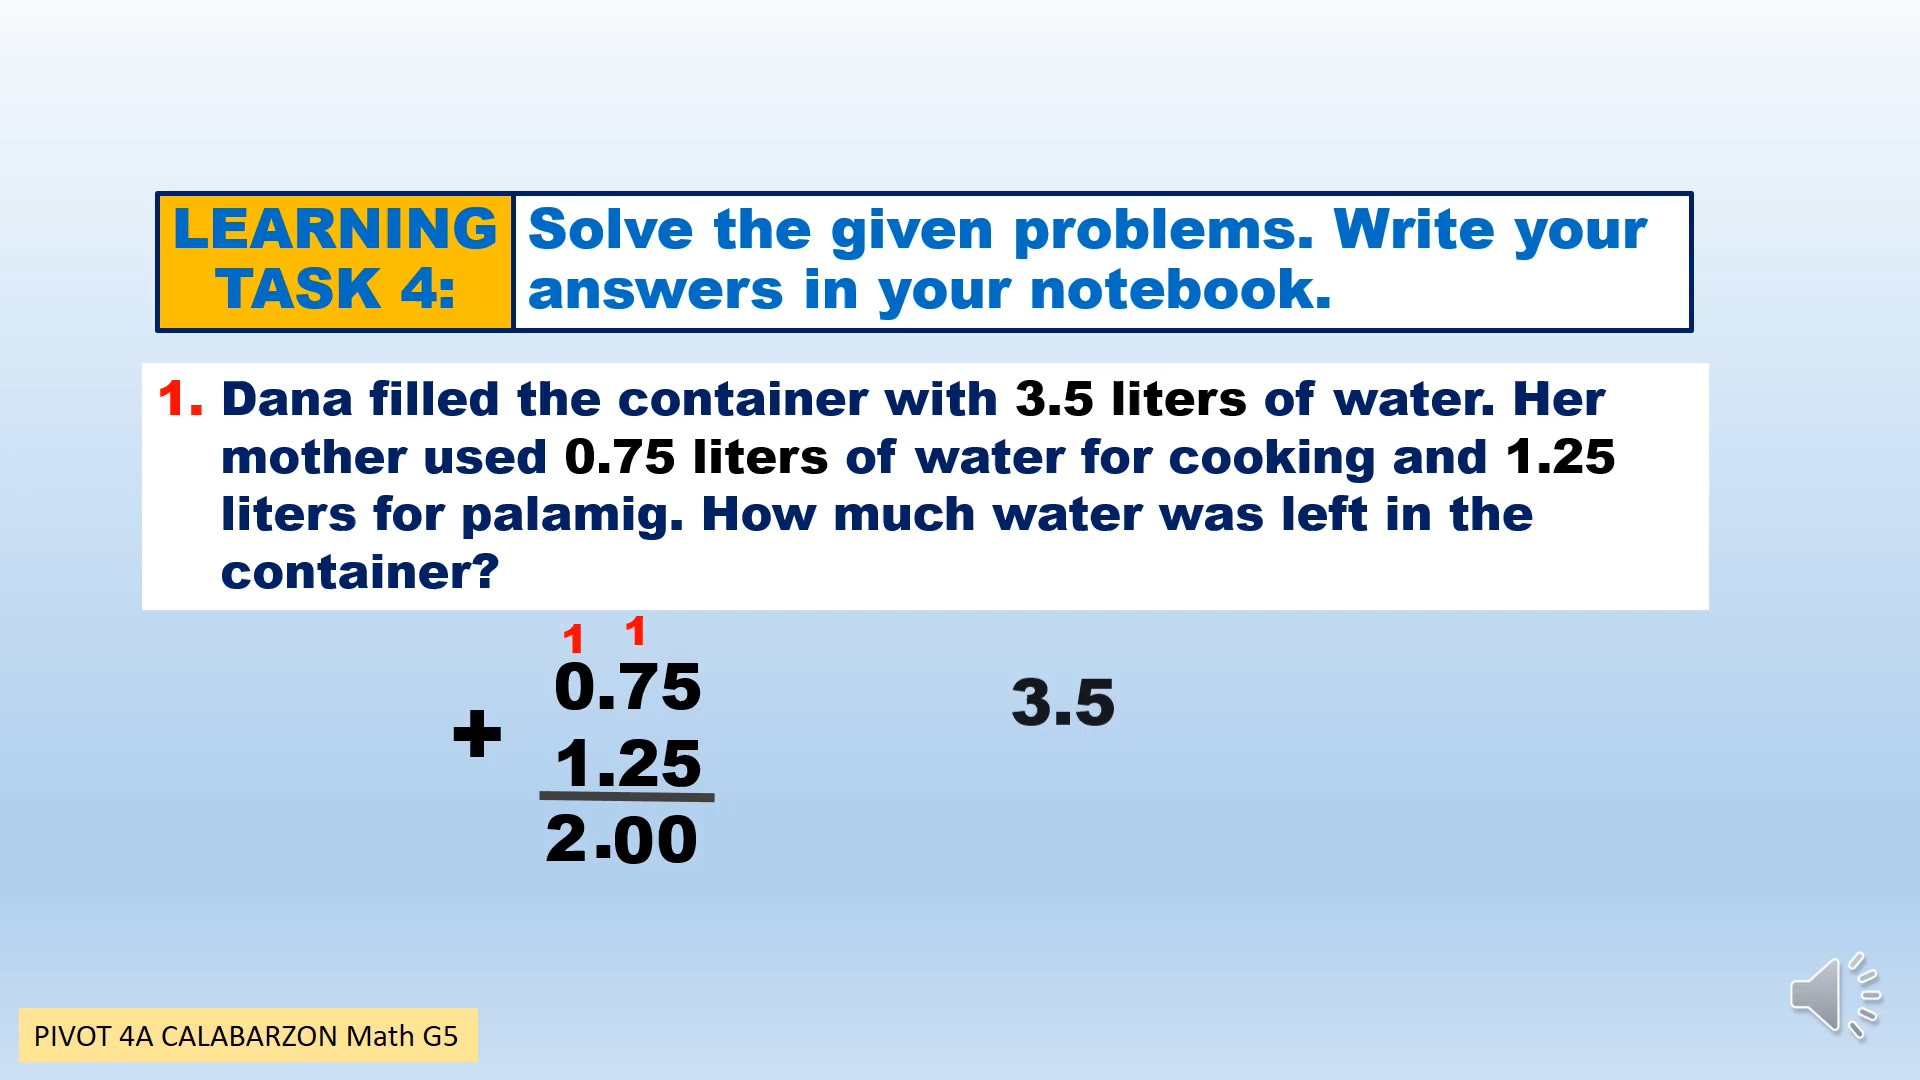 LEARNING
TASK 4:
Solve the given problems. Write your
answers in your notebook.
1. Dana filled the container with 3.5 liters of water. Her
mother used 0.75 liters of water for cooking and 1.25
liters for palamig. How much water was left in the
container?
1 1
0.75
+
1.25
2.00
3.5
PIVOT 4A CALABARZON Math G5